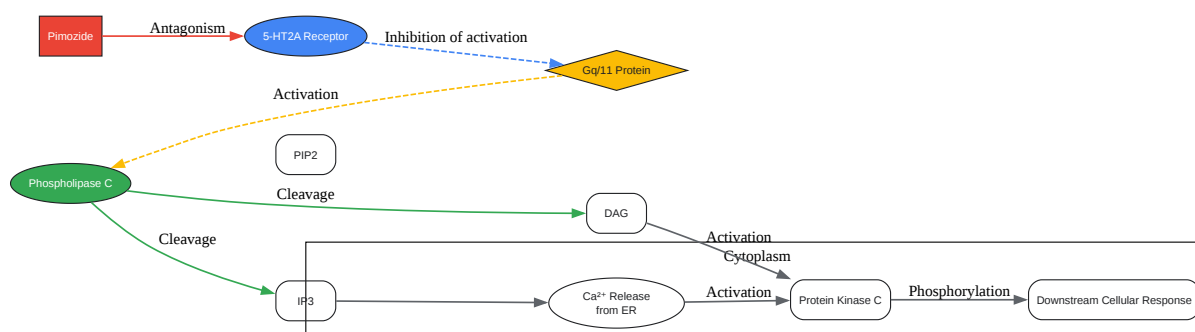 Pimozide
Antagonism
5-HT2A Receptor
Inhibition of activation
Gq/11 Protein
Activation
PIP2
Phospholipase C
Cleavage
DAG
Cleavage
Activation
Cytoplasm
IP3
Ca²⁺ Release
from ER
Activation
Protein Kinase C
Phosphorylation
Downstream Cellular Response